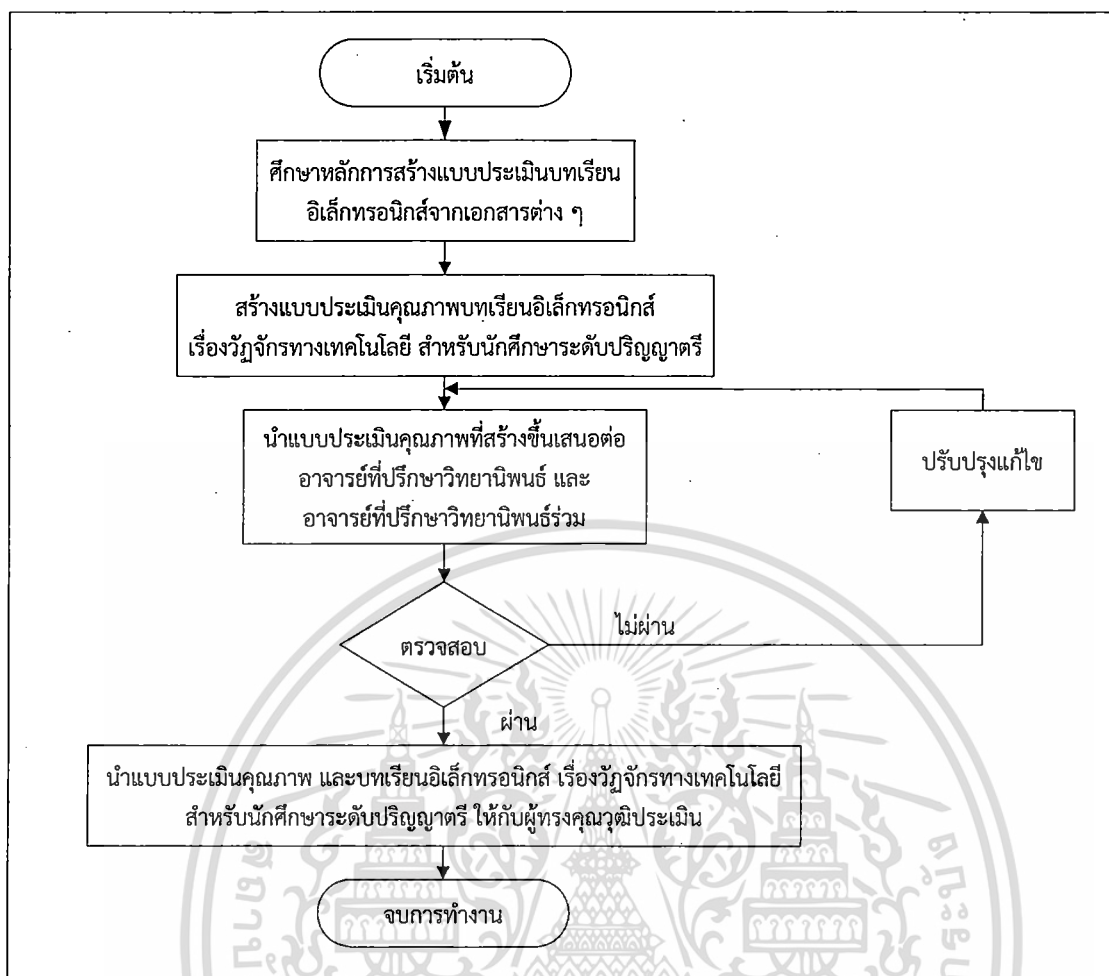 เริ่มต้น
ศึกษาหลักการสร้างแบบประเมินบทเรียน
อิเล็กทรอนิกส์จากเอกสารต่าง ๆ
สร้างแบบประเมินคุณภาพบทเรียนอิเล็กทรอนิกส์
เรื่องวัฏจักรทางเทคโนโลยี สำหรับนักศึกษาระดับปริญญาตรี
นำแบบประเมินคุณภาพที่สร้างขึ้นเสนอต่อ
อาจารย์ที่ปรึกษาวิทยานิพนธ์ และ
อาจารย์ที่ปรึกษาวิทยานิพนธ์ร่วม
ปรับปรุงแก้ไข
ตรวจสอบ
ไม่ผ่าน
ผ่าน
นำแบบประเมินคุณภาพ และบทเรียนอิเล็กทรอนิกส์ เรื่องวัฏจักรทางเทคโนโลยี
สำหรับนักศึกษาระดับปริญญาตรี ให้กับผู้ทรงคุณวุฒิประเมิน
จบการทำงาน